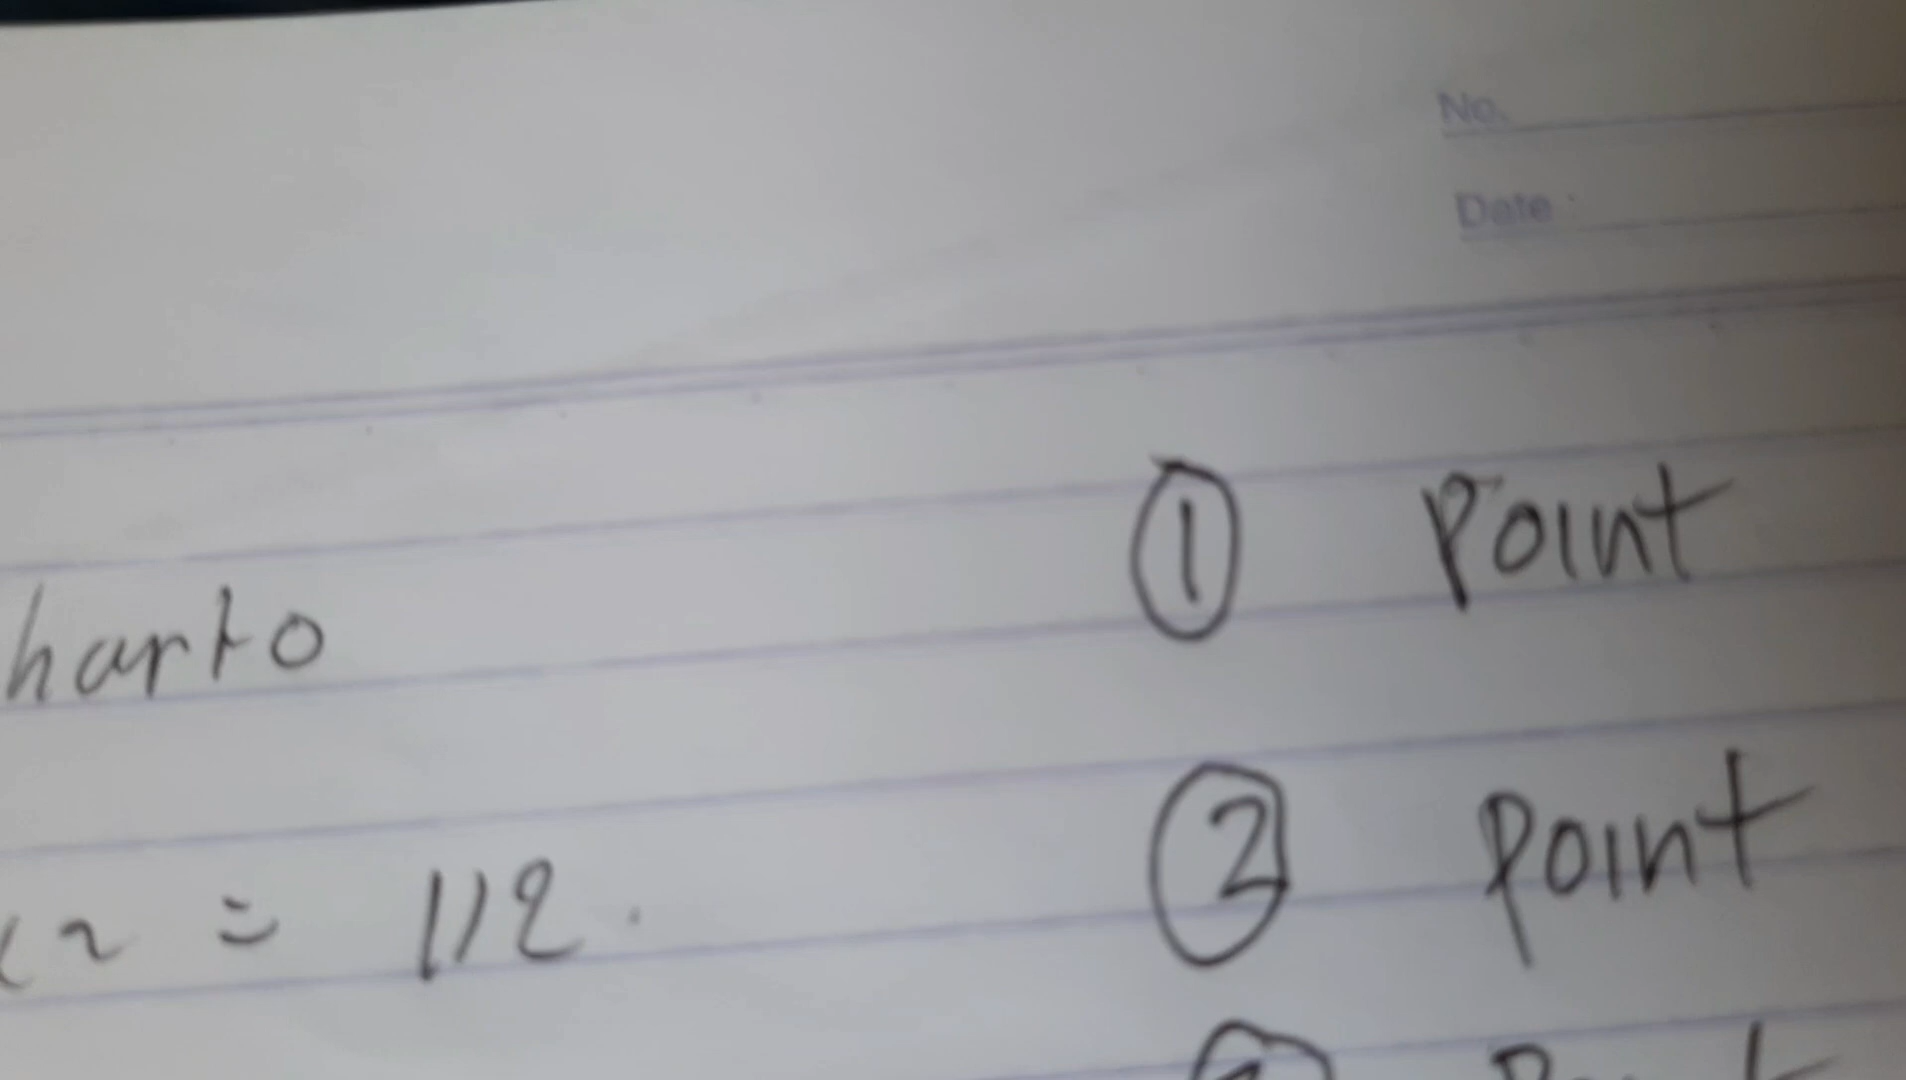 No.
Date
① Point
harto
② Point
= 112.